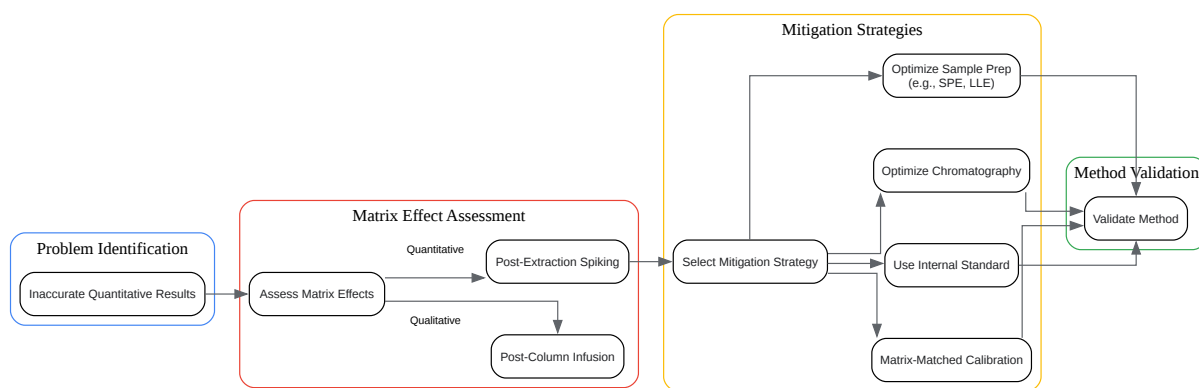 Problem Identification
Inaccurate Quantitative Results
Matrix Effect Assessment
Assess Matrix Effects
Quantitative
Qualitative
Post-Extraction Spiking
Post-Column Infusion
Mitigation Strategies
Select Mitigation Strategy
Optimize Sample Prep
(e.g., SPE, LLE)
Optimize Chromatography
Use Internal Standard
Matrix-Matched Calibration
Method Validation
Validate Method